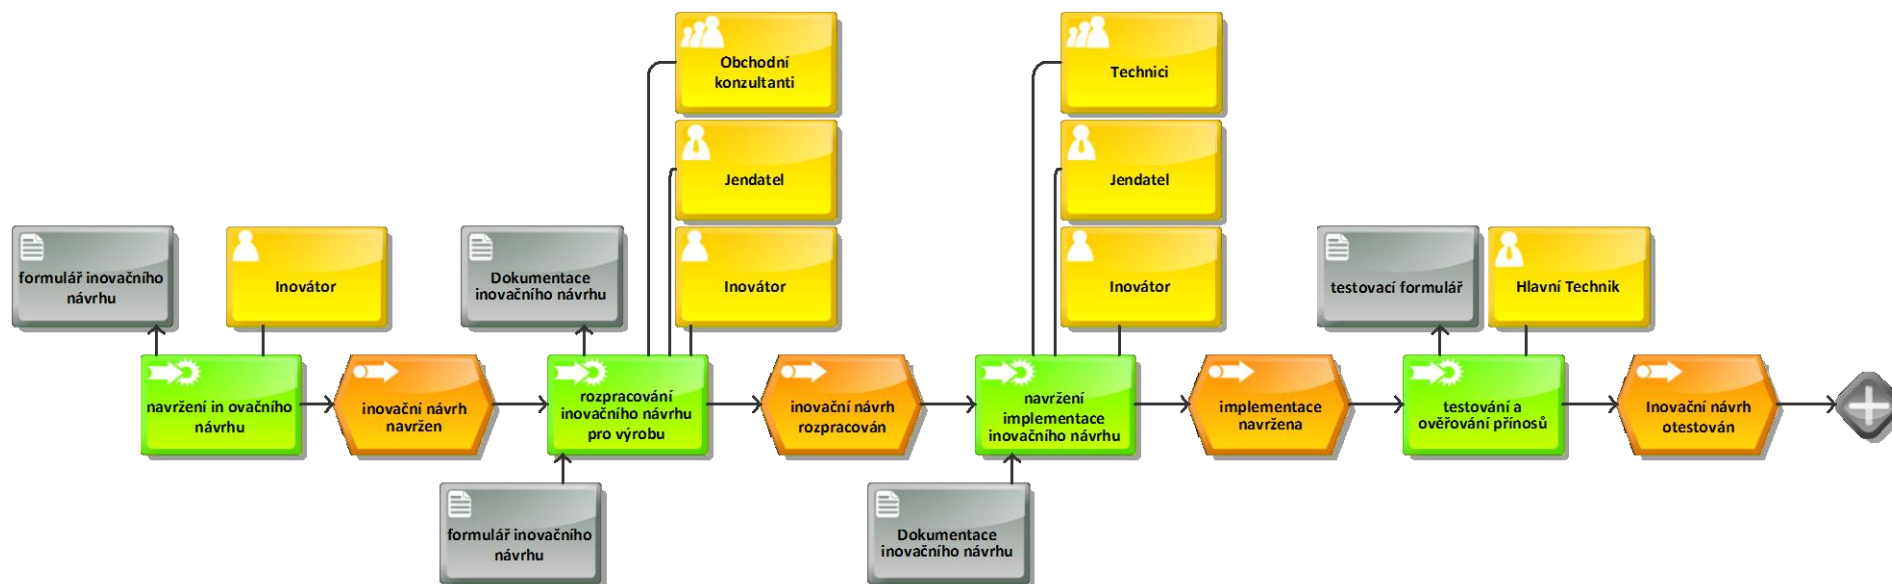 Obchodní
konzultanti
Technici
Jendatel
Jendatel
formulář inovačního
návrhu
Inovátor
Dokumentace
inovačního návrhu
Inovátor
Inovátor
testovací formulář
Hlavní Technik
navržení in ovačního
návrhu
inovační návrh
navržen
rozpracování
inovačního návrhu
pro výrobu
inovační návrh
rozpracován
navržení
implementace
inovačního návrhu
implementace
navržena
testování a
ověřování přínosů
Inovační návrh
otestován
formulář inovačního
návrhu
Dokumentace
inovačního návrhu